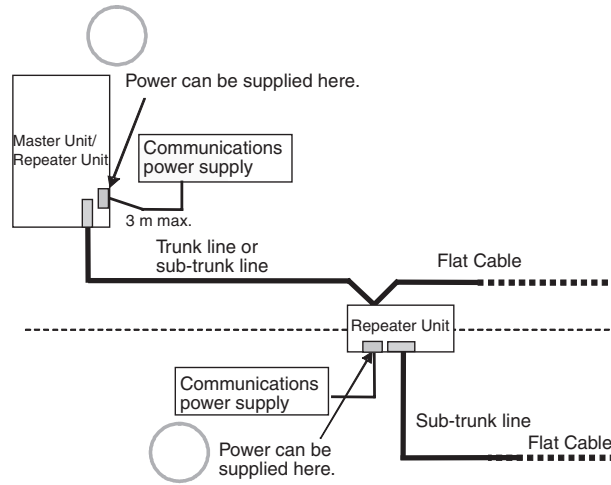 Power can be supplied here.
Master Unit/
Repeater Unit
Communications
power supply
3 m max.
Trunk line or
sub-trunk line
Flat Cable
Repeater Unit
Communications
power supply
Sub-trunk line
Flat Cable
Power can be
supplied here.